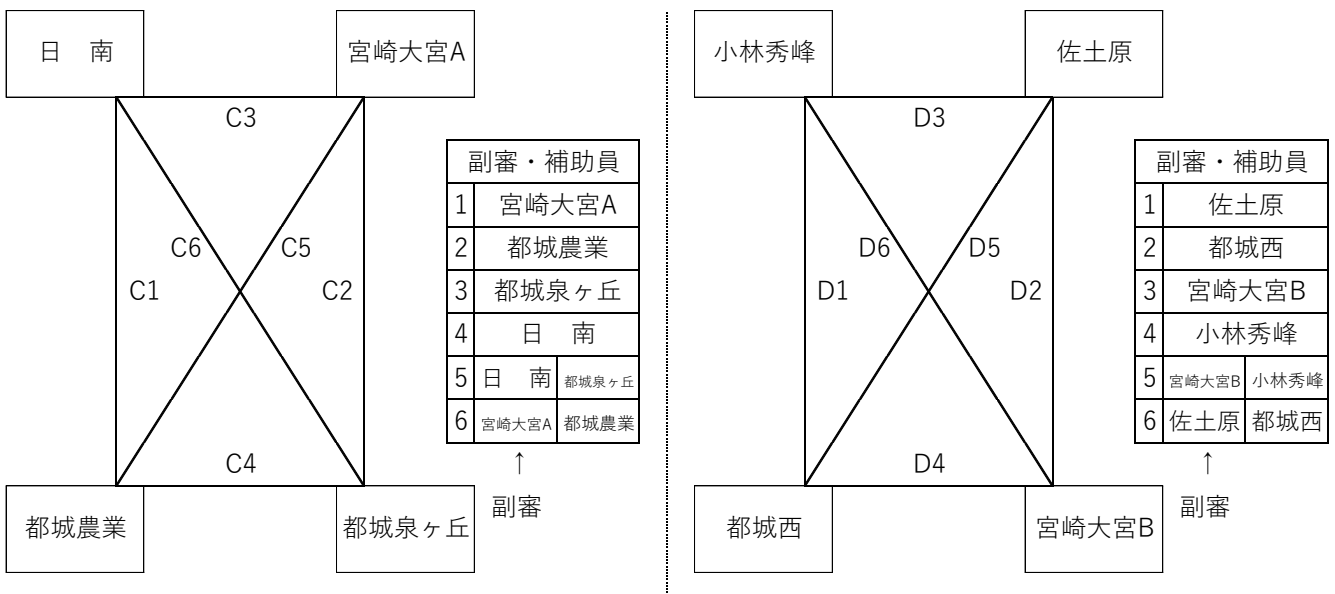 日　南
宮崎大宮A
C3
C6
C5
C1
C2
C4
都城農業
都城泉ヶ丘
副審・補助員
1 宮崎大宮A
2 都城農業
3 都城泉ヶ丘
4 日　南
5 日　南 都城泉ヶ丘
6 宮崎大宮A 都城農業
↑
副審
小林秀峰
佐土原
D3
D6
D5
D1
D2
D4
都城西
宮崎大宮B
副審・補助員
1 佐土原
2 都城西
3 宮崎大宮B
4 小林秀峰
5 宮崎大宮B 小林秀峰
6 佐土原 都城西
↑
副審